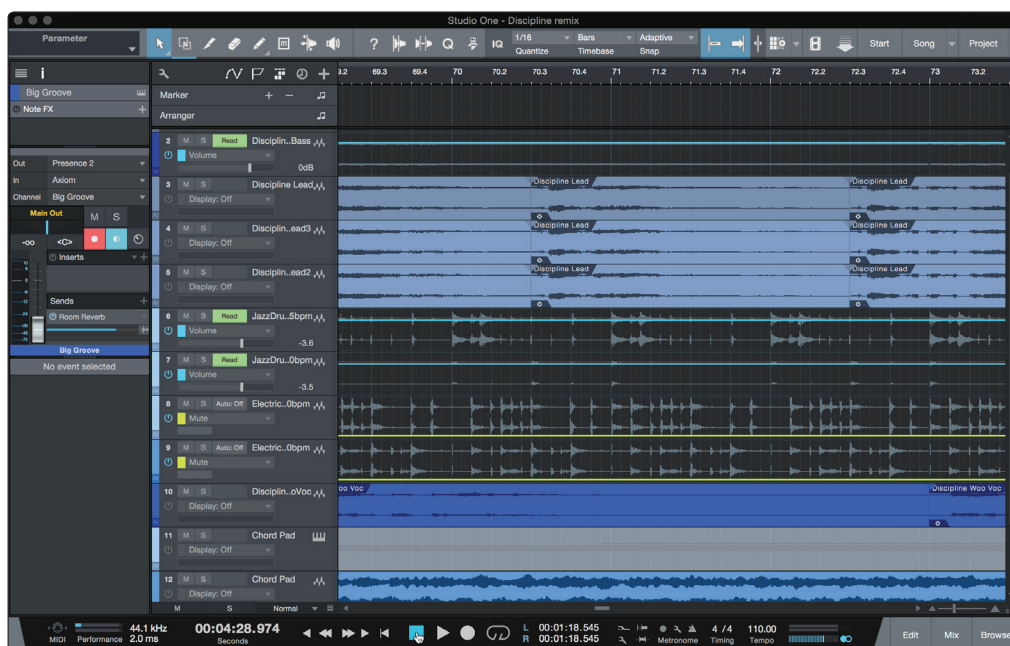 Studio One - Discipline remix
Parameter
? Q IQ 1/16 Bars Adaptive Start Song Project
Quantize Timebase Snap
i
9.2 69.3 69.4 70 70.2 70.3 70.4 71 71.2 71.3 71.4 72 72.2 72.3 72.4 73 73.2
Big Groove
Note FX +
Marker + −
Arranger
2 M S Read Disciplin..Bass
Volume
0dB
Out Presence 2
In Axiom
Channel Big Groove
Main Out M S
-oo <C>
Inserts
Sends +
Room Reverb
Big Groove
No event selected
3 M S Discipline Lead
Display: Off
Discipline Lead Discipline Lead
4 M S Disciplin..ead3
Display: Off
Discipline Lead Discipline Lead
5 M S Disciplin..ead2
Display: Off
Discipline Lead Discipline Lead
6 M S Read JazzDru..5bpm
Volume
-3.6
7 M S Read JazzDru..0bpm
Volume
-3.5
8 M S Auto: Off Electric..0bpm
Mute
9 M S Auto: Off Electric..0bpm
Mute
10 M S Disciplin..oVoc
Display: Off
oo Voc Discipline Woo Voc
11 M S Chord Pad
Display: Off
12 M S Chord Pad
Display: Off
M S Normal
MIDI Performance 44.1 kHz
2.0 ms
00:04:28.974
Seconds
L 00:01:18.545
R 00:01:18.545
Metronome
4 / 4
Timing
110.00
Tempo
Edit Mix Browse